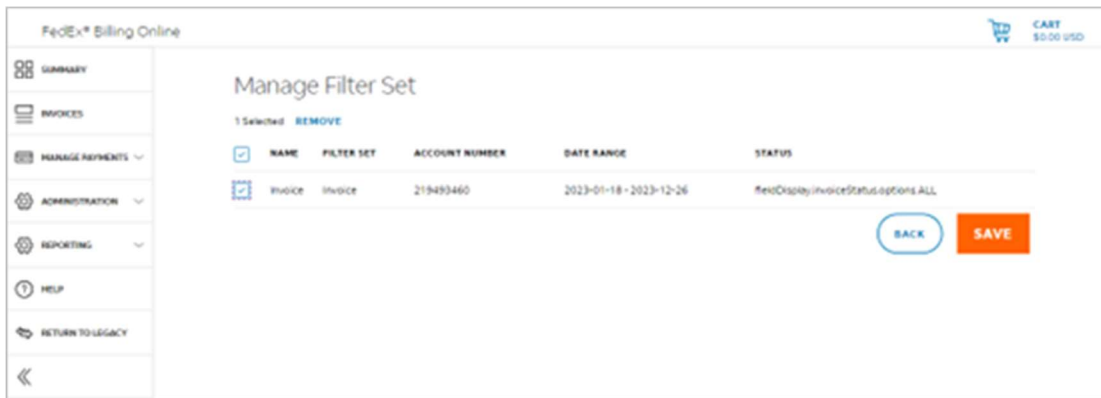 FedEx® Billing Online
CART
$0.00 USD
SUMMARY
INVOICES
MANAGE PAYMENTS
ADMINISTRATION
REPORTING
HELP
RETURN TO LEGACY
Manage Filter Set
1 Selected REMOVE
NAME FILTER SET ACCOUNT NUMBER DATE RANGE STATUS
Invoice Invoice 219493460 2023-01-18 - 2023-12-26 fieldDisplay.invoiceStatus.options.ALL
BACK SAVE